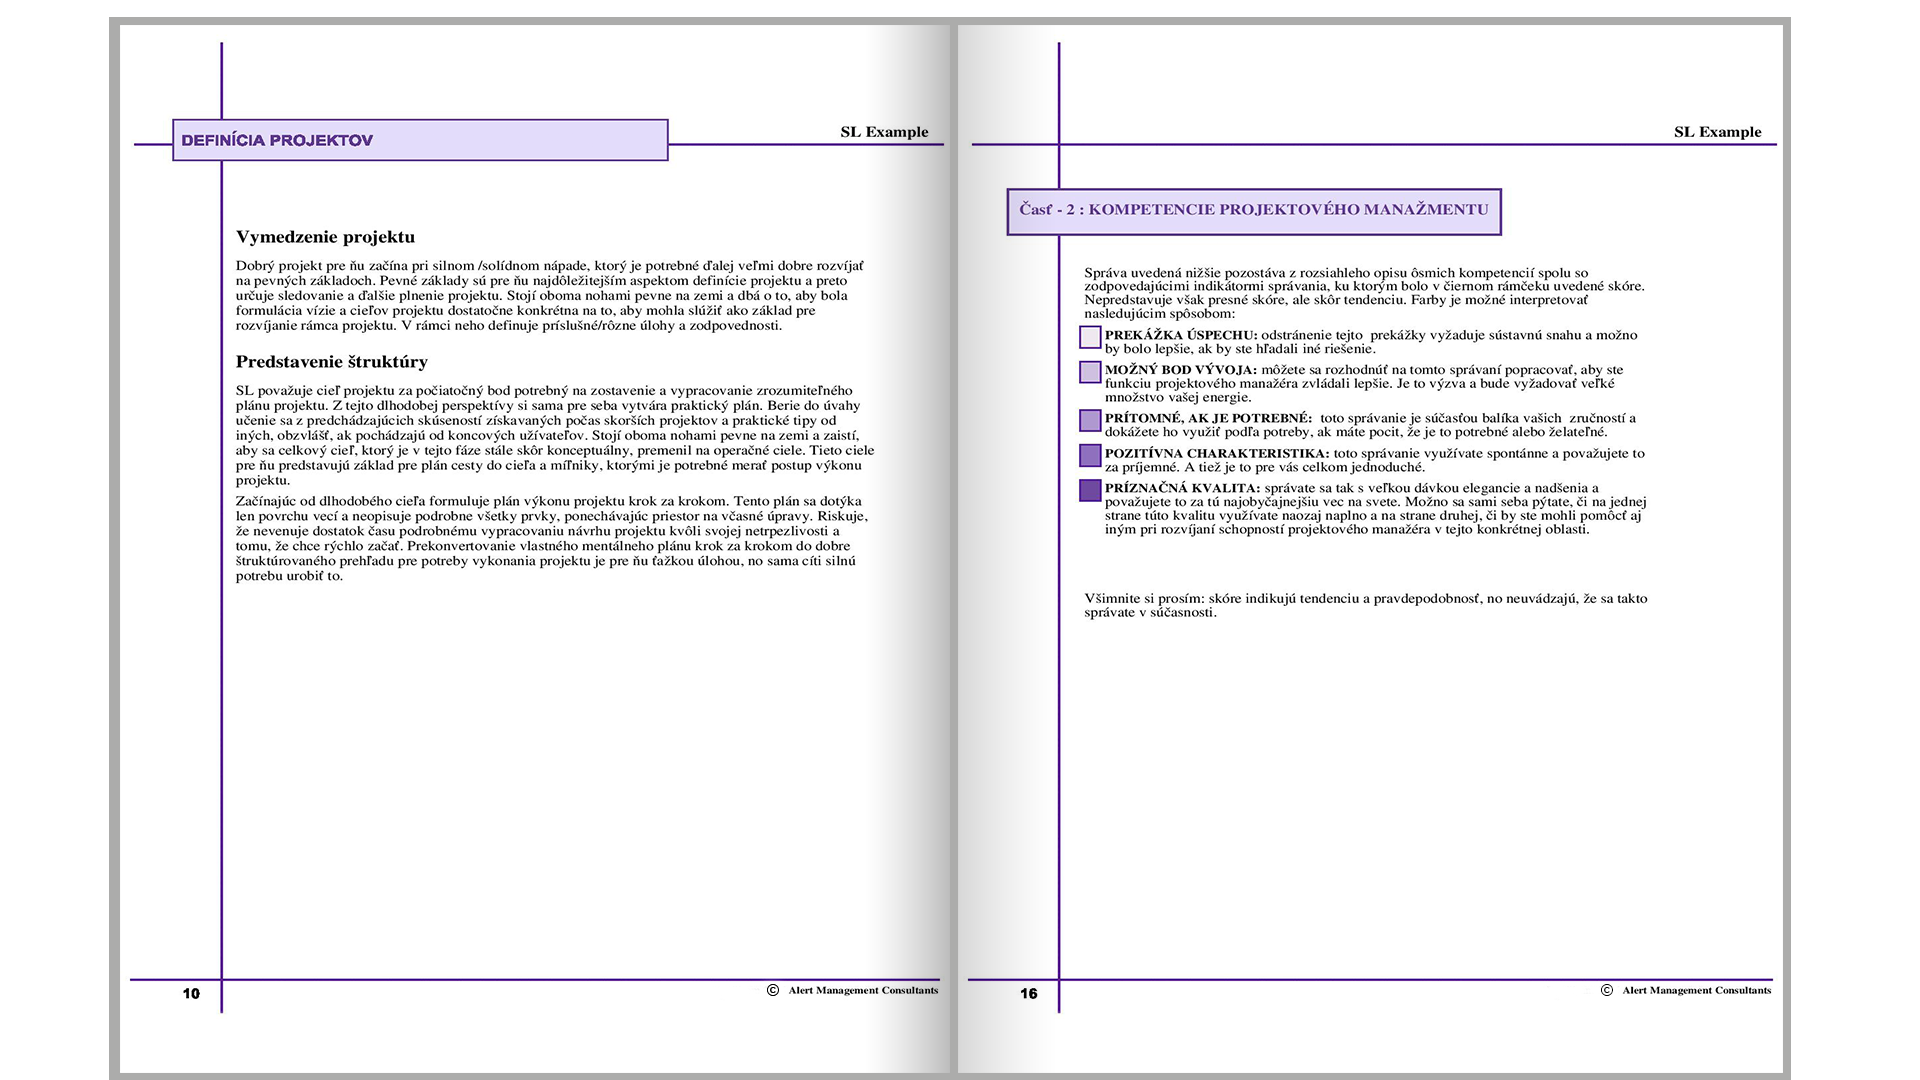 SL Example
DEFINÍCIA PROJEKTOV
Vymedzenie projektu
Dobrý projekt pre ňu začína pri silnom /solídnom nápade, ktorý je potrebné ďalej veľmi dobre rozvíjať
na pevných základoch. Pevné základy sú pre ňu najdôležitejším aspektom definície projektu a preto
určuje sledovanie a ďalšie plnenie projektu. Stojí oboma nohami pevne na zemi a dbá o to, aby bola
formulácia vízie a cieľov projektu dostatočne konkrétna na to, aby mohla slúžiť ako základ pre
rozvíjanie rámca projektu. V rámci neho definuje príslušné/rôzne úlohy a zodpovednosti.
Predstavenie štruktúry
SL považuje cieľ projektu za počiatočný bod potrebný na zostavenie a vypracovanie zrozumiteľného
plánu projektu. Z tejto dlhodobej perspektívy si sama pre seba vytvára praktický plán. Berie do úvahy
učenie sa z predchádzajúcich skúseností získavaných počas skorších projektov a praktické tipy od
iných, obzvlášť, ak pochádzajú od koncových užívateľov. Stojí oboma nohami pevne na zemi a zaistí,
aby sa celkový cieľ, ktorý je v tejto fáze stále skôr konceptuálny, premenil na operačné ciele. Tieto ciele
pre ňu predstavujú základ pre plán cesty do cieľa a míľniky, ktorými je potrebné merať postup výkonu
projektu.
Začínajúc od dlhodobého cieľa formuluje plán výkonu projektu krok za krokom. Tento plán sa dotýka
len povrchu vecí a neopisuje podrobne všetky prvky, ponechávajúc priestor na včasné úpravy. Riskuje,
že nevenuje dostatok času podrobnému vypracovaniu návrhu projektu kvôli svojej netrpezlivosti a
tomu, že chce rýchlo začať. Prekonvertovanie vlastného mentálneho plánu krok za krokom do dobre
štruktúrovaného prehľadu pre potreby vykonania projektu je pre ňu ťažkou úlohou, no sama cíti silnú
potrebu urobiť to.
10
© Alert Management Consultants
SL Example
Časť - 2 : KOMPETENCIE PROJEKTOVÉHO MANAŽMENTU
Správa uvedená nižšie pozostáva z rozsiahleho opisu ôsmich kompetencií spolu so
zodpovedajúcimi indikátormi správania, ku ktorým bolo v čiernom rámčeku uvedené skóre.
Nepredstavuje však presné skóre, ale skôr tendenciu. Farby je možné interpretovať
nasledujúcim spôsobom:
PREKÁŽKA ÚSPECHU: odstránenie tejto prekážky vyžaduje sústavnú snahu a možno
by bolo lepšie, ak by ste hľadali iné riešenie.
MOŽNÝ BOD VÝVOJA: môžete sa rozhodnúť na tomto správaní popracovať, aby ste
funkciu projektového manažéra zvládali lepšie. Je to výzva a bude vyžadovať veľké
množstvo vašej energie.
PRÍTOMNÉ, AK JE POTREBNÉ: toto správanie je súčasťou balíka vašich zručností a
dokážete ho využiť podľa potreby, ak máte pocit, že je to potrebné alebo želateľné.
POZITÍVNA CHARAKTERISTIKA: toto správanie využívate spontánne a považujete to
za príjemné. A tiež je to pre vás celkom jednoduché.
PRÍZNAČNÁ KVALITA: správate sa tak s veľkou dávkou elegancie a nadšenia a
považujete to za tú najobyčajnejšiu vec na svete. Možno sa sami seba pýtate, či na jednej
strane túto kvalitu využívate naozaj naplno a na strane druhej, či by ste mohli pomôcť aj
iným pri rozvíjaní schopností projektového manažéra v tejto konkrétnej oblasti.
Všimnite si prosím: skóre indikujú tendenciu a pravdepodobnosť, no neuvádzajú, že sa takto
správate v súčasnosti.
16
© Alert Management Consultants